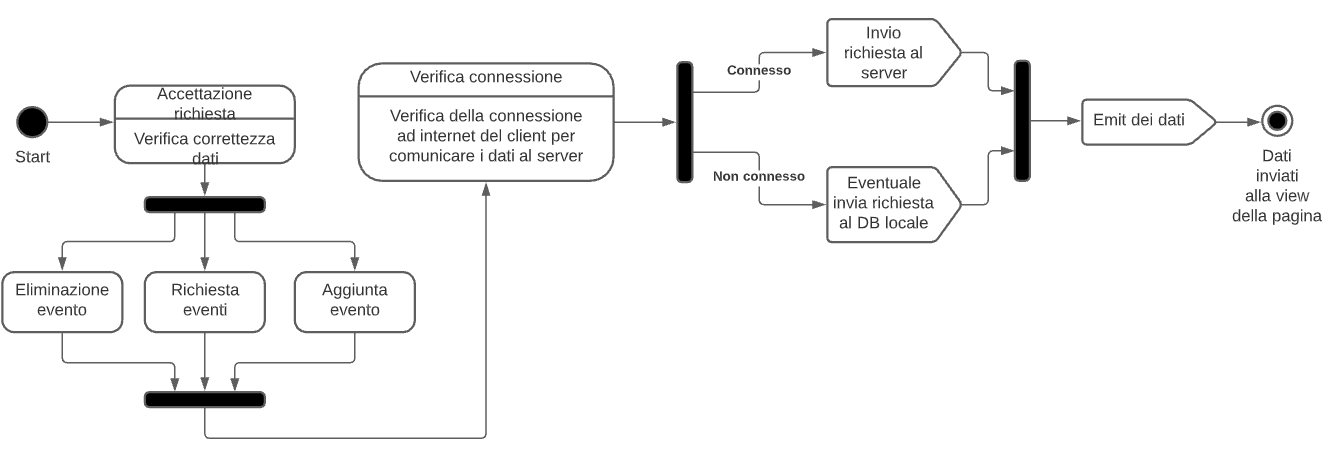 Start
Accettazione
richiesta
Verifica correttezza
dati
Eliminazione
evento
Richiesta
eventi
Aggiunta
evento
Verifica connessione
Verifica della connessione
ad internet del client per
comunicare i dati al server
Connesso
Non connesso
Invio
richiesta al
server
Eventuale
invia richiesta
al DB locale
Emit dei dati
Dati
inviati
alla view
della pagina